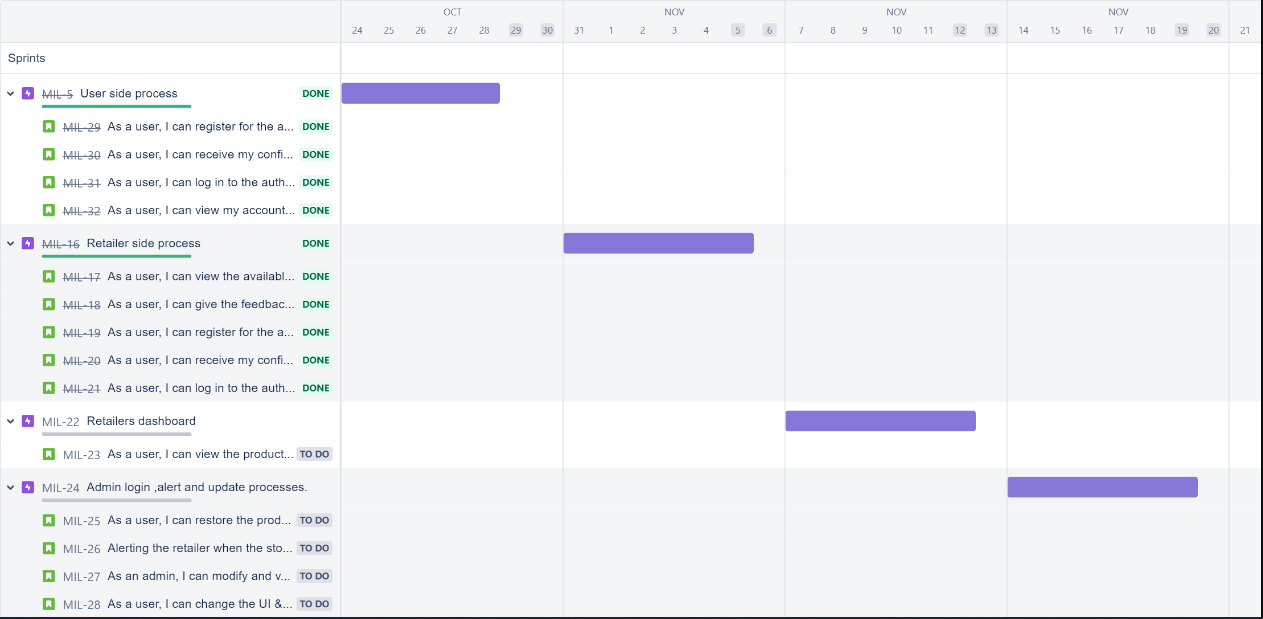 OCT NOV NOV NOV
24 25 26 27 28 29 30 31 1 2 3 4 5 6 7 8 9 10 11 12 13 14 15 16 17 18 19 20 21
Sprints
MIL-5 User side process DONE
MIL-29 As a user, I can register for the a... DONE
MIL-30 As a user, I can receive my confi... DONE
MIL-31 As a user, I can log in to the auth... DONE
MIL-32 As a user, I can view my account... DONE
MIL-16 Retailer side process DONE
MIL-17 As a user, I can view the availabl... DONE
MIL-18 As a user, I can give the feedbac... DONE
MIL-19 As a user, I can register for the a... DONE
MIL-20 As a user, I can receive my confi... DONE
MIL-21 As a user, I can log in to the auth... DONE
MIL-22 Retailers dashboard
MIL-23 As a user, I can view the product... TO DO
MIL-24 Admin login ,alert and update processes.
MIL-25 As a user, I can restore the prod... TO DO
MIL-26 Alerting the retailer when the sto... TO DO
MIL-27 As an admin, I can modify and v... TO DO
MIL-28 As a user, I can change the UI &... TO DO